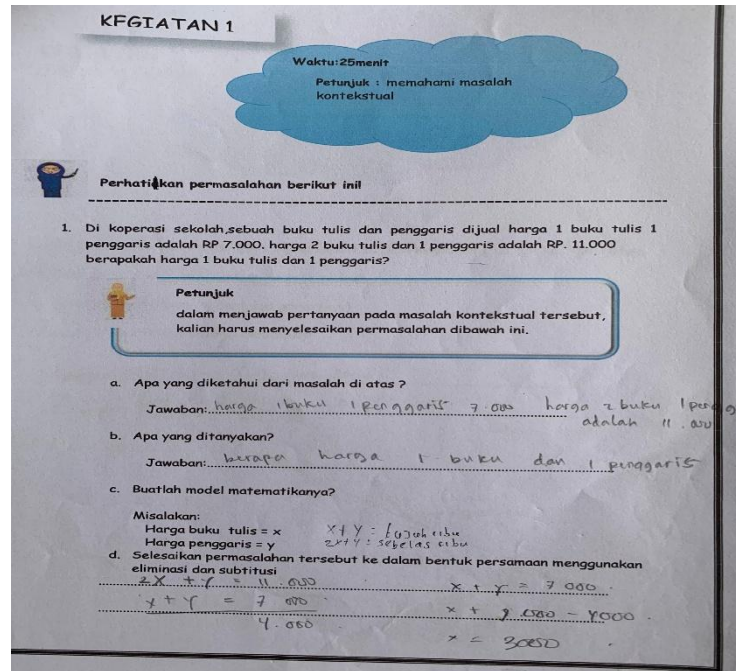 KEGIATAN 1
Waktu:25menit
Petunjuk : memahami masalah
kontekstual
Perhatikan permasalahan berikut ini!
1. Di koperasi sekolah,sebuah buku tulis dan penggaris dijual harga 1 buku tulis 1
penggaris adalah RP 7.000. harga 2 buku tulis dan 1 penggaris adalah RP. 11.000
berapakah harga 1 buku tulis dan 1 penggaris?
Petunjuk
dalam menjawab pertanyaan pada masalah kontekstual tersebut,
kalian harus menyelesaikan permasalahan dibawah ini.
a. Apa yang diketahui dari masalah di atas ?
Jawaban: harga 1 buku 1 penggaris 7.000 harga 2 buku 1
adalah 11.000
b. Apa yang ditanyakan?
Jawaban: berapa harga 1 buku dan 1 penggaris
c. Buatlah model matematikanya?
Misalakan:
Harga buku tulis = x x+y = tujuh ribu
Harga penggaris = y 2x+y = sebelas ribu
d. Selesaikan permasalahan tersebut ke dalam bentuk persamaan menggunakan
eliminasi dan subtitusi
2x + y = 11.000 x + y = 7 000
x + y = 7 000 x +
4.000 x = 3000